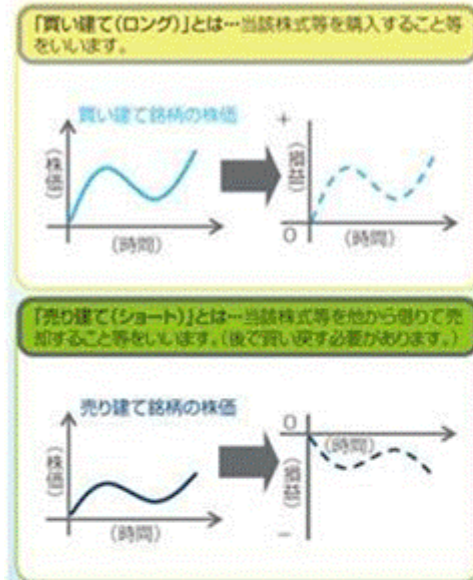 「買い建て(ロング)」とは…当該株式等を購入すること等
をいいます。
買い建て銘柄の株価
(株価)
(時間)
+
(損益)
0
(時間)
「売り建て(ショート)」とは…当該株式等を他から借りて売
却すること等をいいます。(後で買い戻す必要があります。)
売り建て銘柄の株価
(株価)
(時間)
0
(時間)
(損益)
−